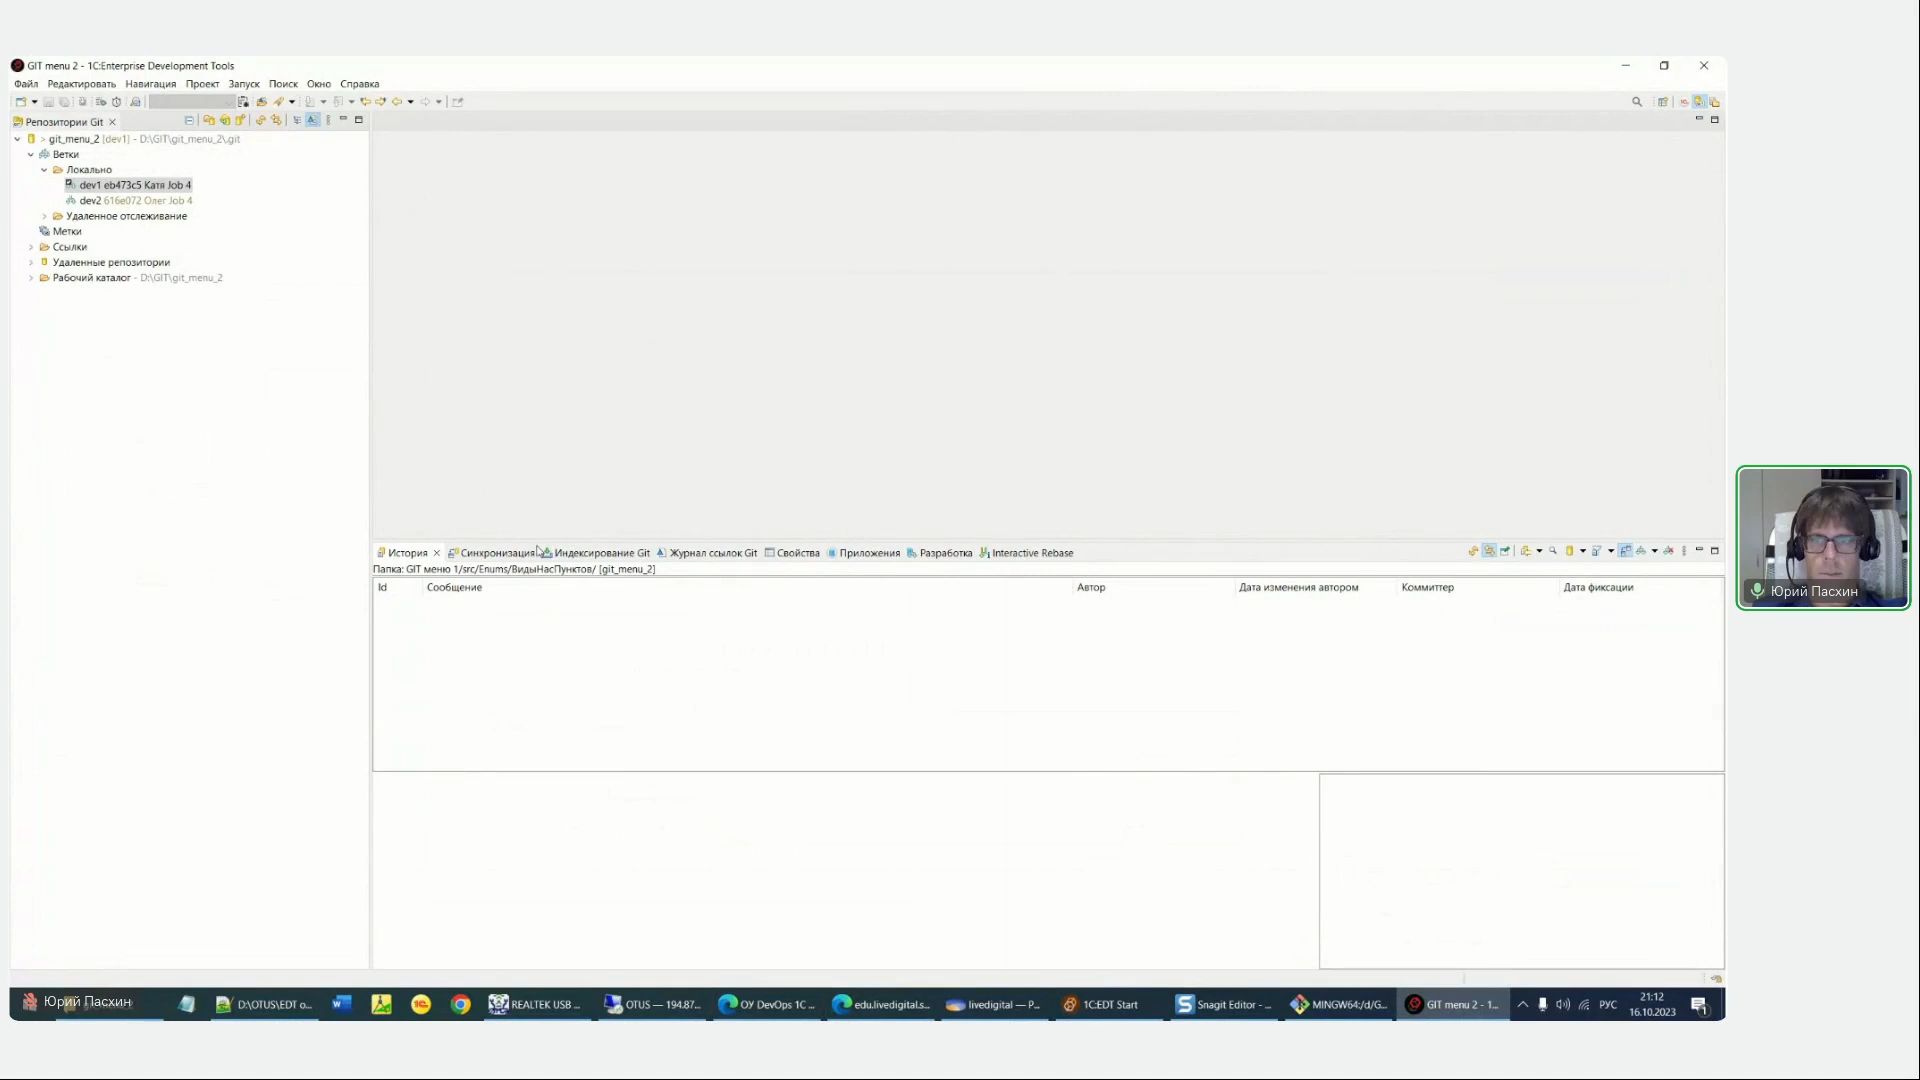 GIT menu 2 - 1C:Enterprise Development Tools
Файл Редактировать Навигация Проект Запуск Поиск Окно Справка
Репозитории Git
> git_menu_2 [dev1] - D:\GIT\git_menu_2\.git
Ветки
Локально
dev1 eb473c5 Катя Job 4
dev2 616e072 Олег Job 4
Удаленное отслеживание
Метки
Ссылки
Удаленные репозитории
Рабочий каталог - D:\GIT\git_menu_2
История Синхронизация Индексирование Git Журнал ссылок Git Свойства Приложения Разработка Interactive Rebase
Папка: GIT меню 1/src/Enums/ВидыНасПунктов/ [git_menu_2]
Id Сообщение Автор Дата изменения автором Коммиттер Дата фиксации
Юрий Пасхин
Юрий Пасхин
D:\OTUS\EDT о...
REALTEK USB ...
OTUS — 194.87...
ОУ DevOps 1С ...
edu.livedigital.s...
livedigital — P...
1C:EDT Start
Snagit Editor - ...
MINGW64:/d/G...
GIT menu 2 - 1...
РУС
21:12
16.10.2023
1